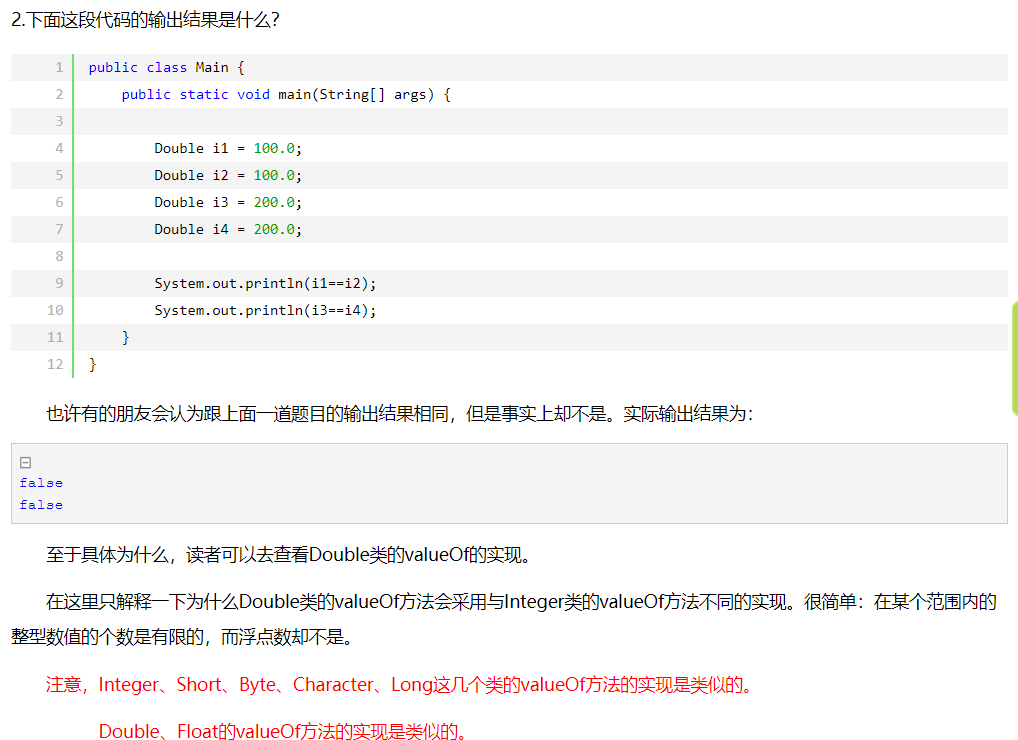 2.下面这段代码的输出结果是什么？
1 public class Main {
2     public static void main(String[] args) {
3
4         Double i1 = 100.0;
5         Double i2 = 100.0;
6         Double i3 = 200.0;
7         Double i4 = 200.0;
8
9         System.out.println(i1==i2);
10         System.out.println(i3==i4);
11     }
12 }
也许有的朋友会认为跟上面一道题目的输出结果相同，但是事实上却不是。实际输出结果为：
false
false
至于具体为什么，读者可以去查看Double类的valueOf的实现。
在这里只解释一下为什么Double类的valueOf方法会采用与Integer类的valueOf方法不同的实现。很简单：在某个范围内的
整型数值的个数是有限的，而浮点数却不是。
注意，Integer、Short、Byte、Character、Long这几个类的valueOf方法的实现是类似的。
Double、Float的valueOf方法的实现是类似的。